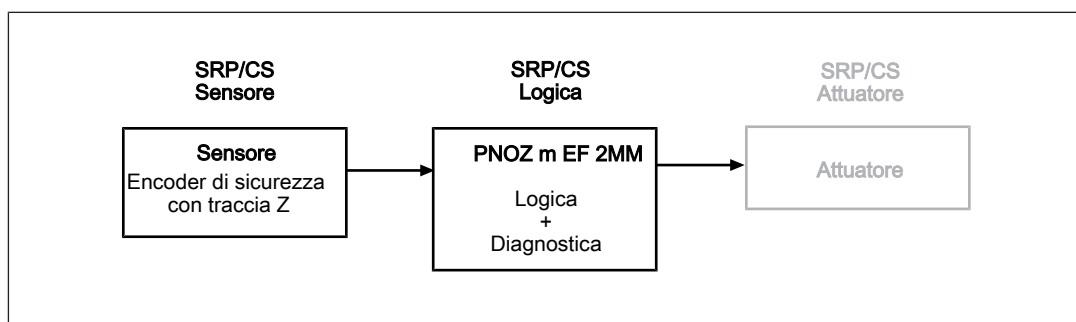 SRP/CS
Sensore
SRP/CS
Logica
SRP/CS
Attuatore
Sensore
Encoder di sicurezza
con traccia Z
PNOZ m EF 2MM
Logica
+
Diagnostica
Attuatore